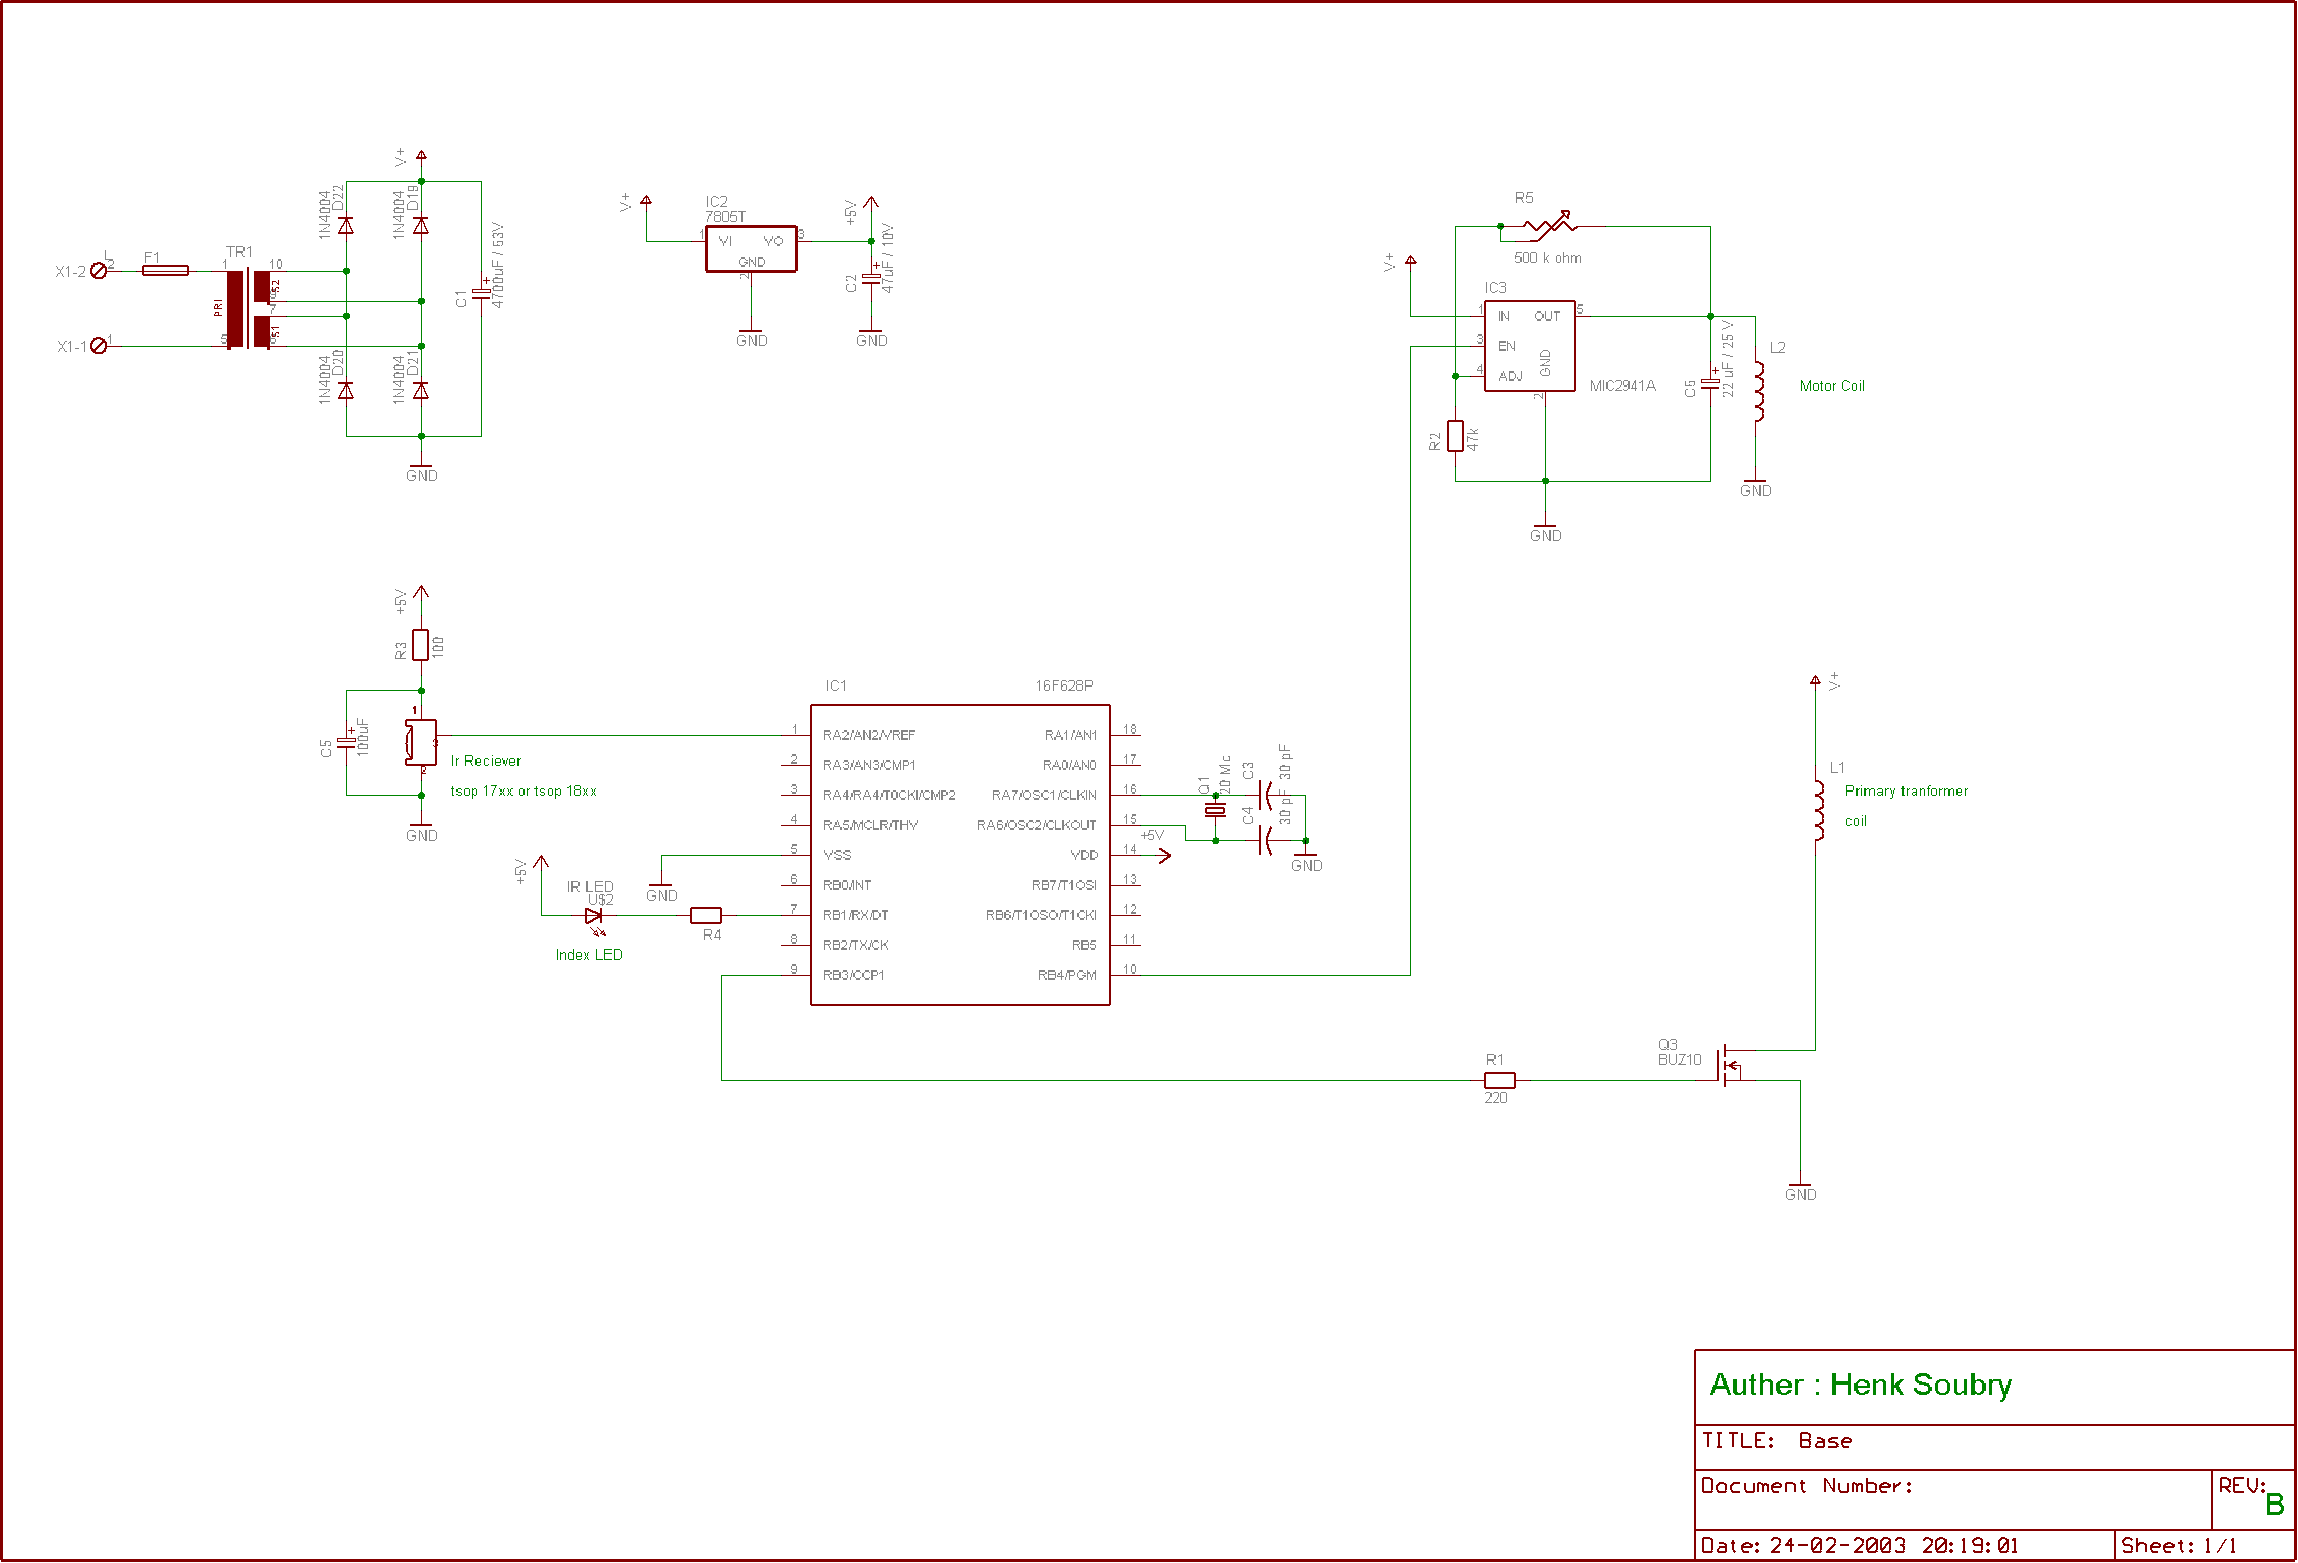 V+
1N4004
D22
1N4004
D19
X1-2
L
2
F1
TR1
1
10
PRI
S2
S1
X1-1
1
1N4004
D20
1N4004
D21
C1
+
GND
V+
IC2
7805T
1
VI
VO
3
GND
2
GND
+5V
+
C2
47uF / 10V
GND
R5
500 k ohm
V+
IC3
1
IN
OUT
5
3
EN
4
ADJ
GND
2
MIC2941A
R2
47k
GND
+
22 uF / 25 V
L2
Motor Coil
GND
+5V
R3
100
C5
+
100uF
1
3
2
Ir Reciever
tsop 17xx or tsop 18xx
GND
IC1
16F628P
1
RA2/AN2/VREF
RA1/AN1
18
2
RA3/AN3/CMP1
RA0/AN0
17
3
RA4/RA4/T0CKI/CMP2
RA7/OSC1/CLKIN
16
4
RA5/MCLR/THV
RA6/OSC2/CLKOUT
15
5
VSS
VDD
14
6
RB0/INT
RB7/T1OSI
13
7
RB1/RX/DT
RB6/T1OSO/T1CKI
12
8
RB2/TX/CK
RB5
11
9
RB3/CCP1
RB4/PGM
10
Q1
20 Mc
C3
30 pF
C4
30 pF
+5V
GND
GND
+5V
IR LED
U$2
Index LED
R4
V+
L1
Primary tranformer
coil
R1
220
Q3
BUZ10
GND
Auther : Henk Soubry
TITLE: Base
Document Number:
REV:
B
Date: 24-02-2003 20:19:01
Sheet: 1/1